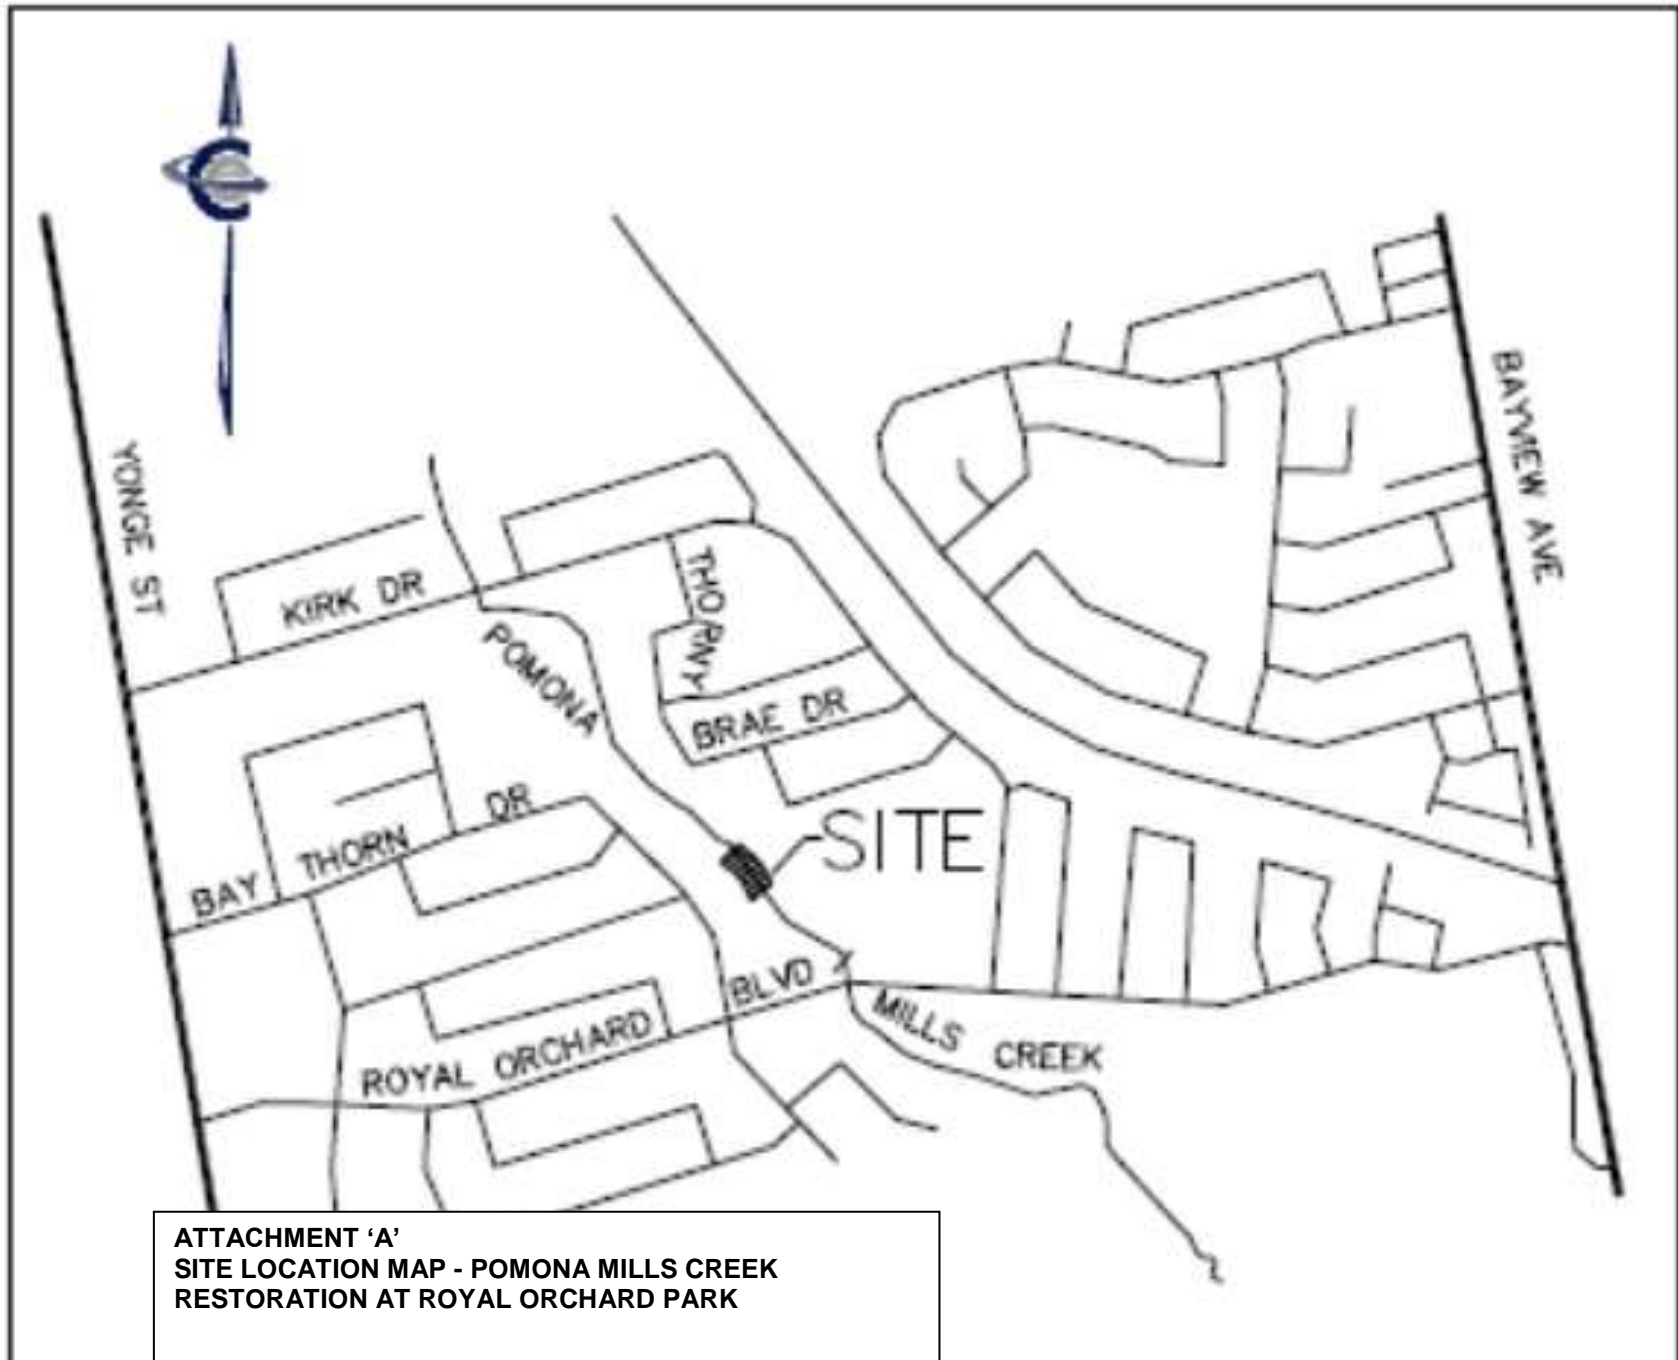 YONGE ST
BAYVIEW AVE
KIRK DR
THORNY
BRAE DR
POMONA
SITE
BAY THORN DR
ROYAL ORCHARD BLVD
MILLS CREEK
ATTACHMENT ‘A’
SITE LOCATION MAP - POMONA MILLS CREEK
RESTORATION AT ROYAL ORCHARD PARK